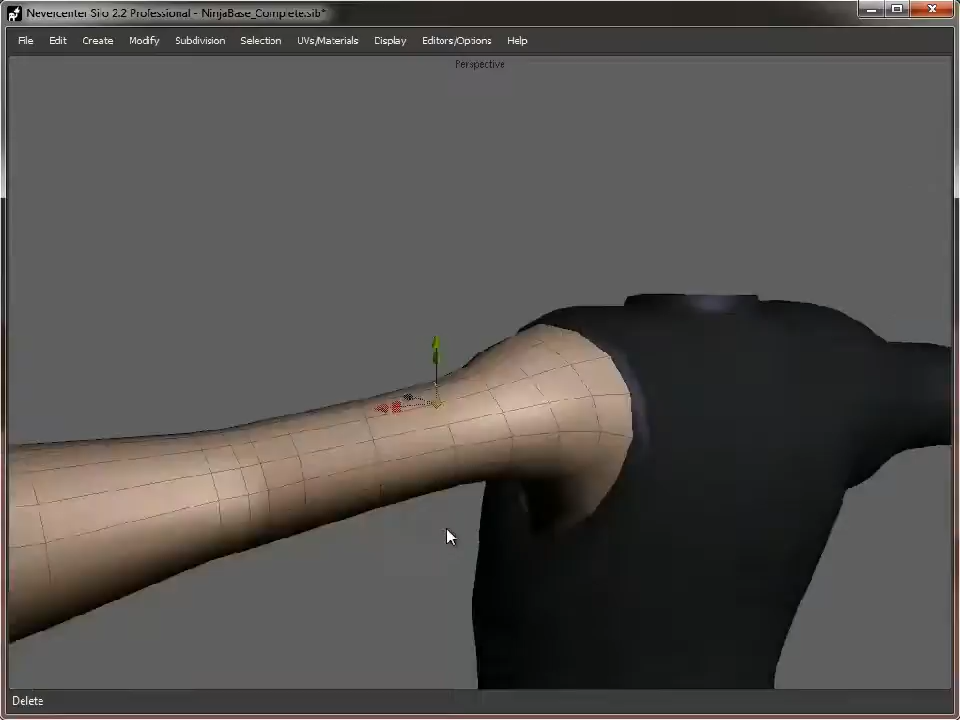 Nevercenter Silo 2.2 Professional - NinjaBase_Complete.sib*
File Edit Create Modify Subdivision Selection UVs/Materials Display Editors/Options Help
Perspective
Delete